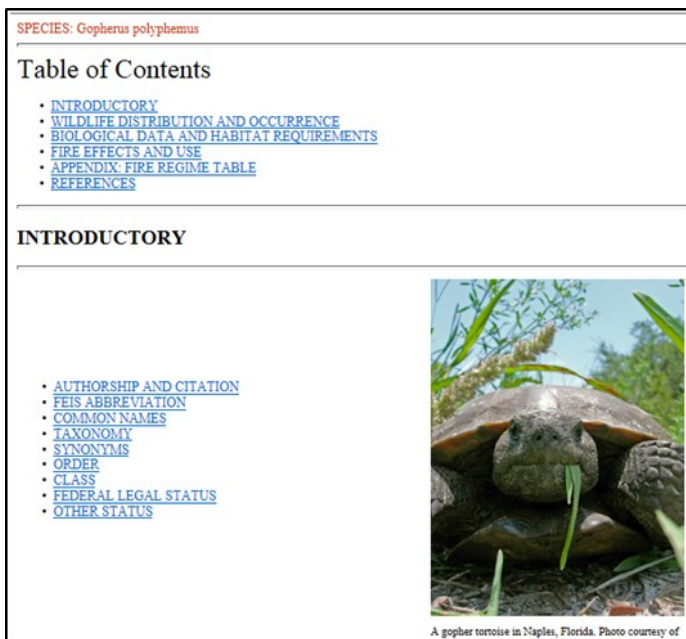 SPECIES: Gopherus polyphemus
Table of Contents
INTRODUCTORY
WILDLIFE DISTRIBUTION AND OCCURRENCE
BIOLOGICAL DATA AND HABITAT REQUIREMENTS
FIRE EFFECTS AND USE
APPENDIX: FIRE REGIME TABLE
REFERENCES
INTRODUCTORY
AUTHORSHIP AND CITATION
FEIS ABBREVIATION
COMMON NAMES
TAXONOMY
SYNONYMS
ORDER
CLASS
FEDERAL LEGAL STATUS
OTHER STATUS
A gopher tortoise in Naples, Florida. Photo courtesy of